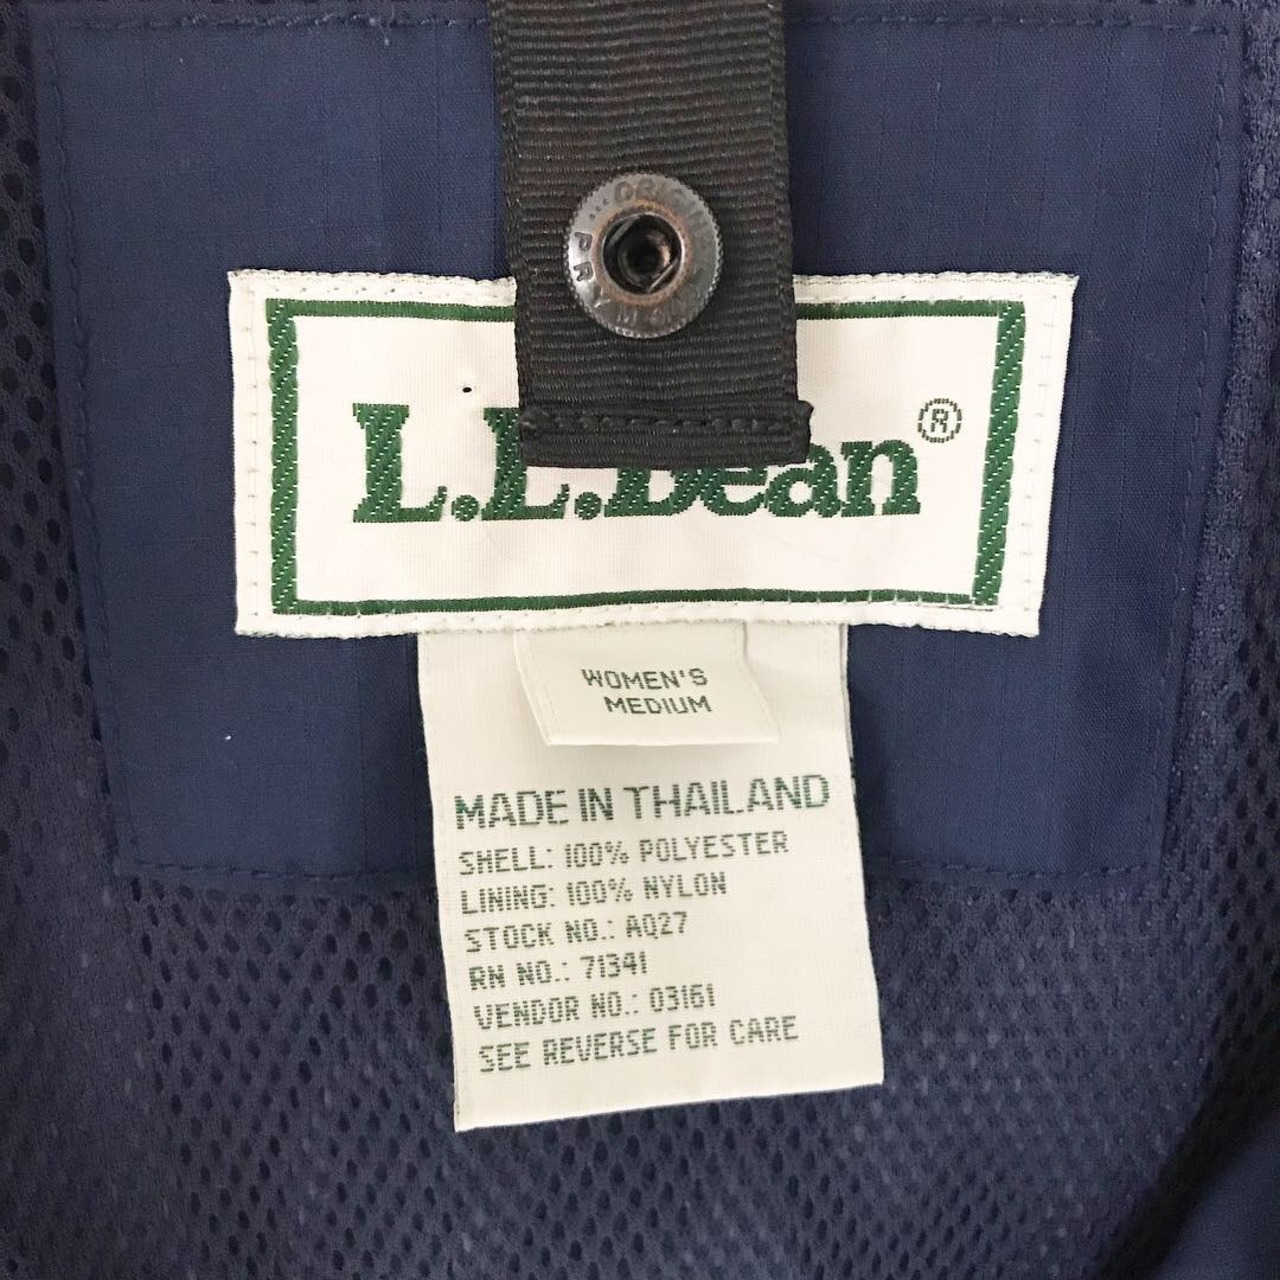 PRYM
L.L.Bean®
WOMEN'S
MEDIUM
MADE IN THAILAND
SHELL: 100% POLYESTER
LINING: 100% NYLON
STOCK NO.: AQ27
RN NO.: 71341
VENDOR NO.: 03161
SEE REVERSE FOR CARE